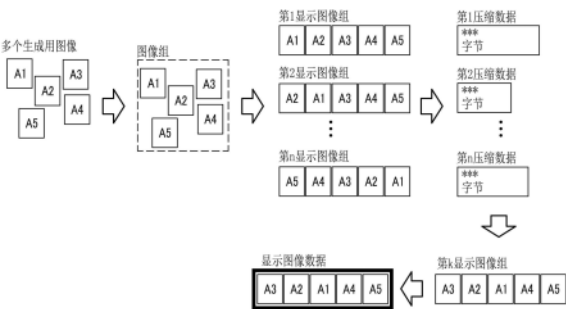 多个生成用图像
A1
A3
A2
A4
A5
图像组
A1
A3
A2
A4
A5
第1显示图像组
A1 A2 A3 A4 A5
第2显示图像组
A2 A1 A3 A4 A5
⋮
第n显示图像组
A5 A4 A3 A2 A1
第1压缩数据
***
字节
第2压缩数据
***
字节
⋮
第n压缩数据
***
字节
第k显示图像组
A3 A2 A1 A4 A5
显示图像数据
A3 A2 A1 A4 A5